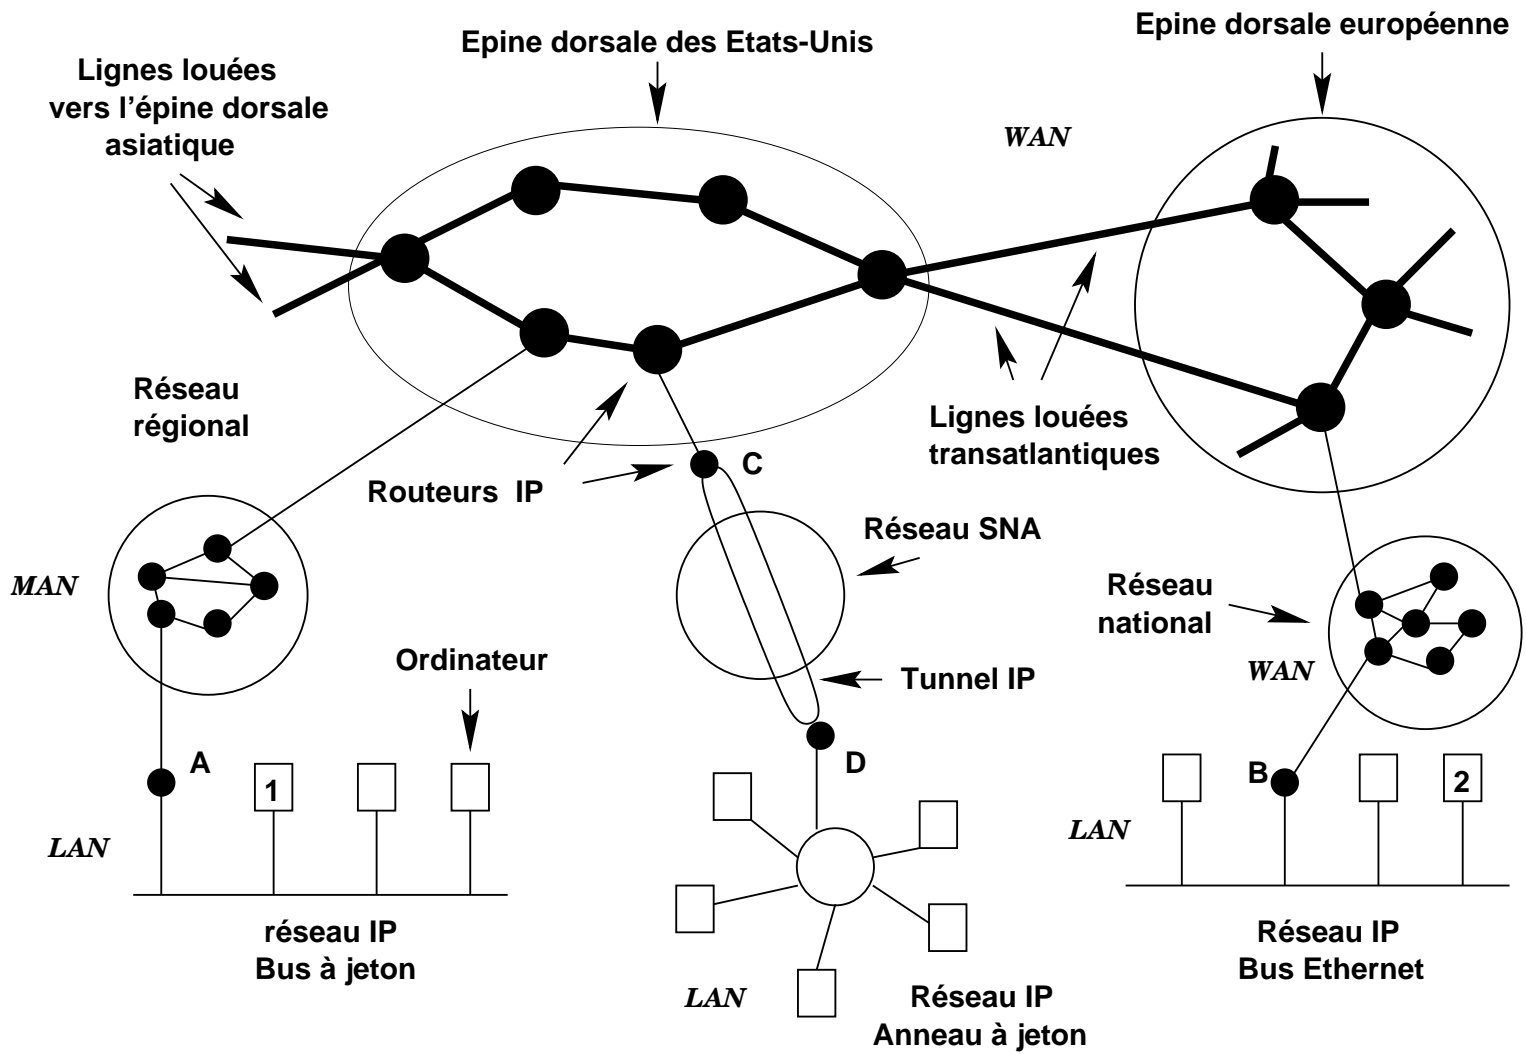 Epine dorsale européenne
Epine dorsale des Etats-Unis
Lignes louées
vers l'épine dorsale
asiatique
WAN
Réseau
régional
Lignes louées
transatlantiques
Routeurs IP
C
Réseau SNA
MAN
Réseau
national
Ordinateur
WAN
Tunnel IP
A
D
B
1
2
LAN
LAN
réseau IP
Bus à jeton
Réseau IP
Bus Ethernet
LAN
Réseau IP
Anneau à jeton